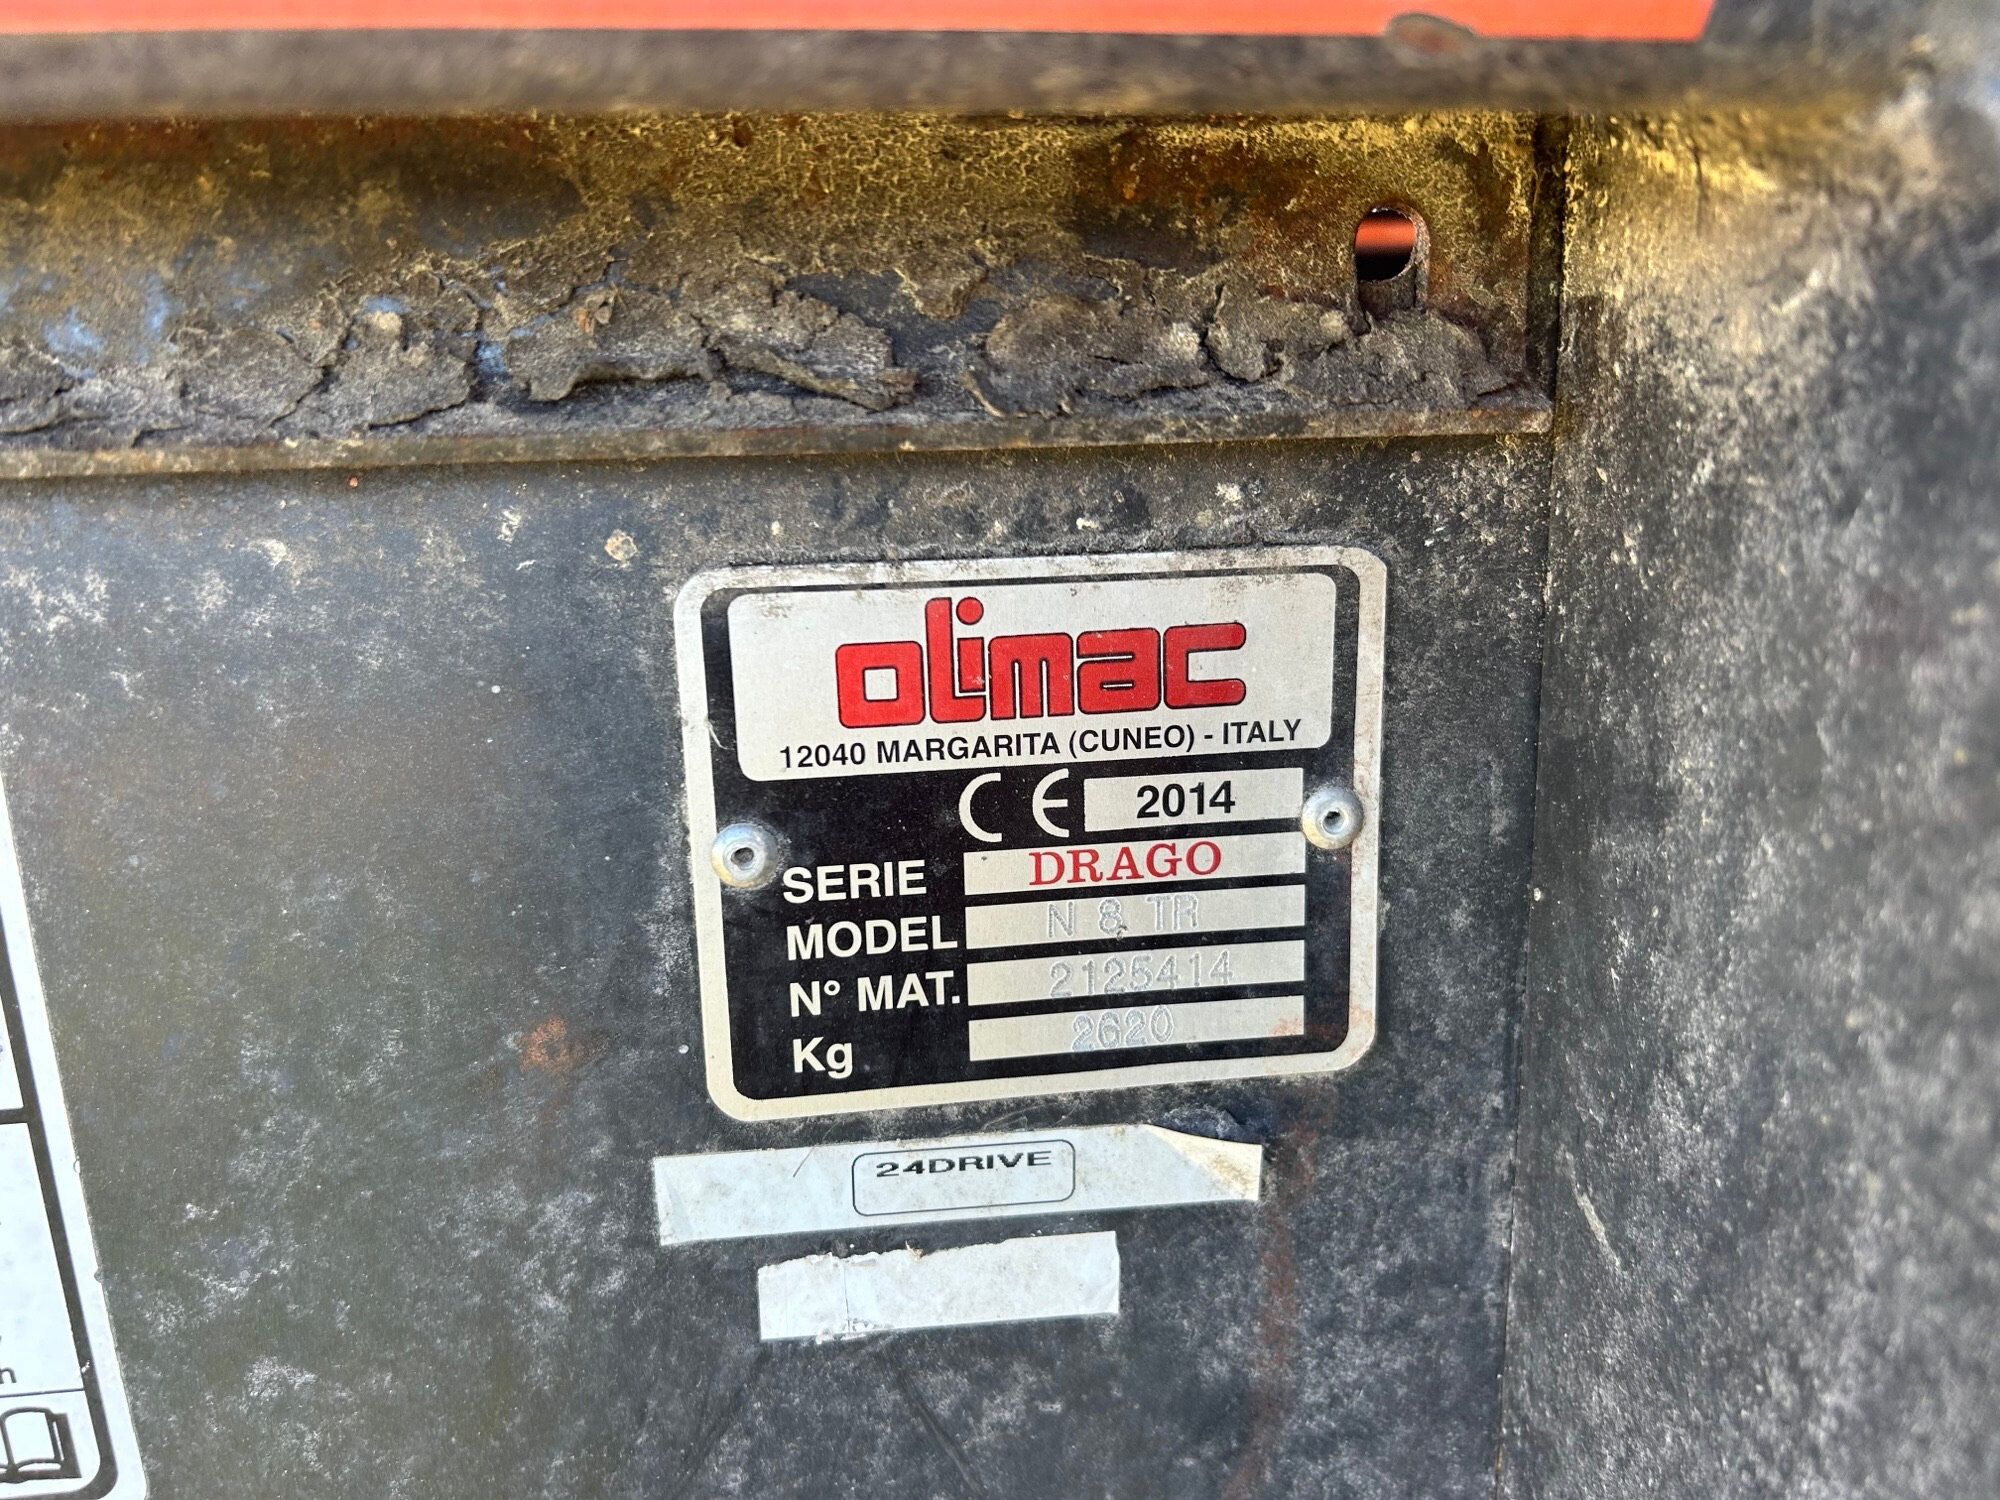 olimac
12040 MARGARITA (CUNEO) - ITALY
CE 2014
SERIE DRAGO
MODEL N 8 TR
N° MAT. 2125414
Kg 2620
24DRIVE
n